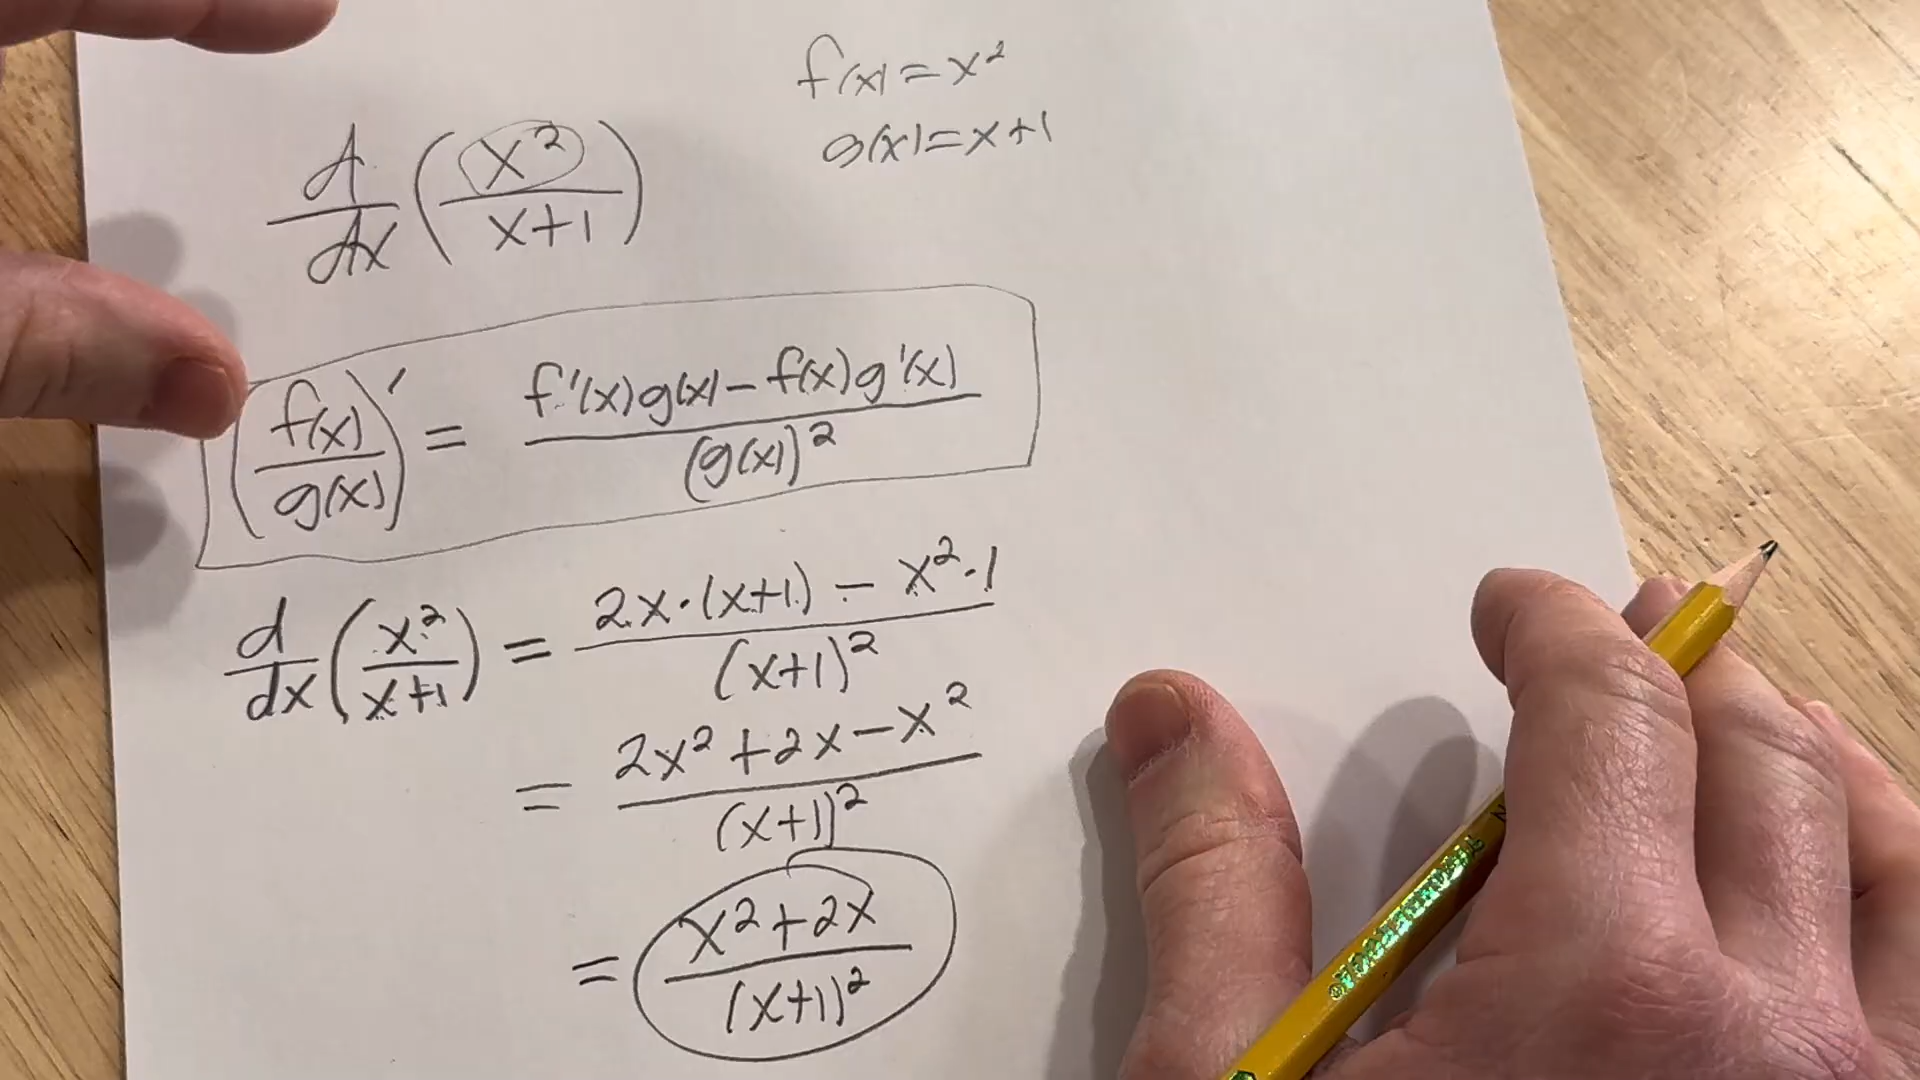 f(x) = x²
g(x) = x+1
d/dx (x²/(x+1))
(f(x)/g(x))' = (f'(x)g(x) - f(x)g'(x))/(g(x))²
d/dx (x²/(x+1)) = (2x·(x+1) - x²·1)/(x+1)²
= (2x² + 2x - x²)/(x+1)²
= (x² + 2x)/(x+1)²
TICONDEROGA®